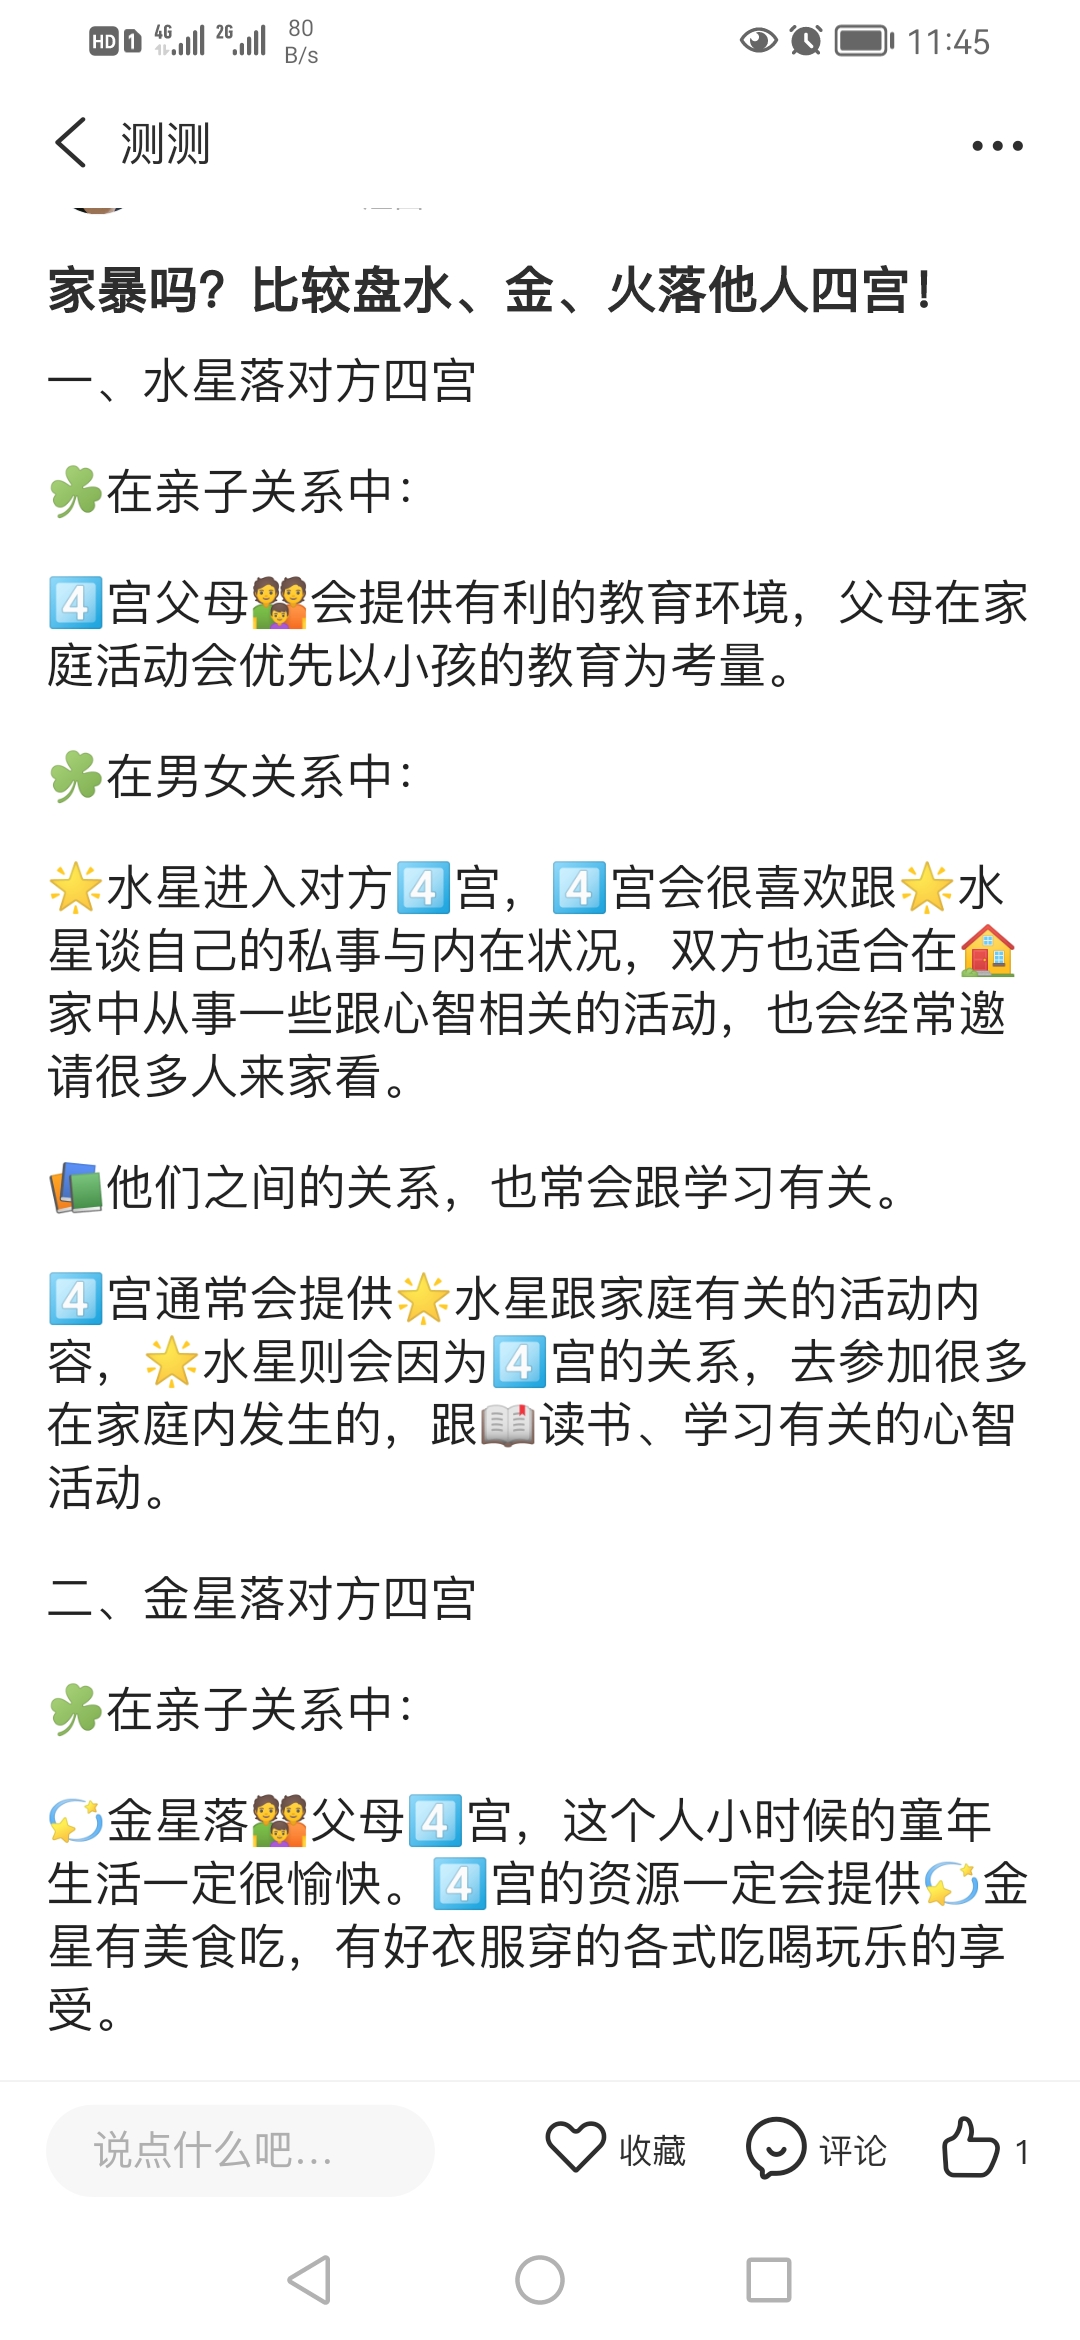 HD 1 4G 2G 80 B/s 11:45
测测
家暴吗？比较盘水、金、火落他人四宫！
一、水星落对方四宫
☘️在亲子关系中：
4️⃣宫父母👪会提供有利的教育环境，父母在家
庭活动会优先以小孩的教育为考量。
☘️在男女关系中：
🌟水星进入对方4️⃣宫，4️⃣宫会很喜欢跟🌟水
星谈自己的私事与内在状况，双方也适合在🏠
家中从事一些跟心智相关的活动，也会经常邀
请很多人来家看。
📚他们之间的关系，也常会跟学习有关。
4️⃣宫通常会提供🌟水星跟家庭有关的活动内
容，🌟水星则会因为4️⃣宫的关系，去参加很多
在家庭内发生的，跟📖读书、学习有关的心智
活动。
二、金星落对方四宫
☘️在亲子关系中：
💫金星落👪父母4️⃣宫，这个人小时候的童年
生活一定很愉快。4️⃣宫的资源一定会提供💫金
星有美食吃，有好衣服穿的各式吃喝玩乐的享
受。
说点什么吧... 收藏 评论 1